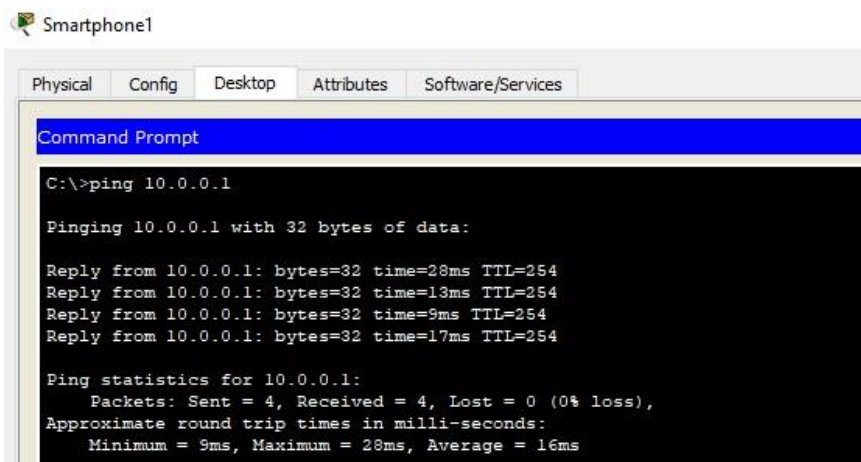 Smartphone1
Physical Config Desktop Attributes Software/Services
Command Prompt
C:\>ping 10.0.0.1
Pinging 10.0.0.1 with 32 bytes of data:
Reply from 10.0.0.1: bytes=32 time=28ms TTL=254
Reply from 10.0.0.1: bytes=32 time=13ms TTL=254
Reply from 10.0.0.1: bytes=32 time=9ms TTL=254
Reply from 10.0.0.1: bytes=32 time=17ms TTL=254
Ping statistics for 10.0.0.1:
Packets: Sent = 4, Received = 4, Lost = 0 (0% loss),
Approximate round trip times in milli-seconds:
Minimum = 9ms, Maximum = 28ms, Average = 16ms